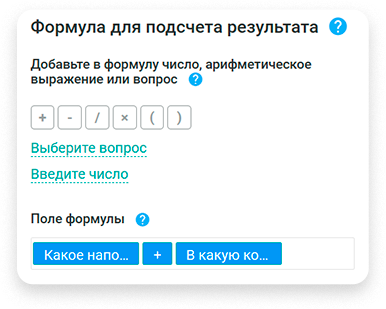 Формула для подсчета результата ?
Добавьте в формулу число, арифметическое
выражение или вопрос ?
+ - / × ( )
Выберите вопрос
Введите число
Поле формулы ?
Какое напо... + В какую ко...